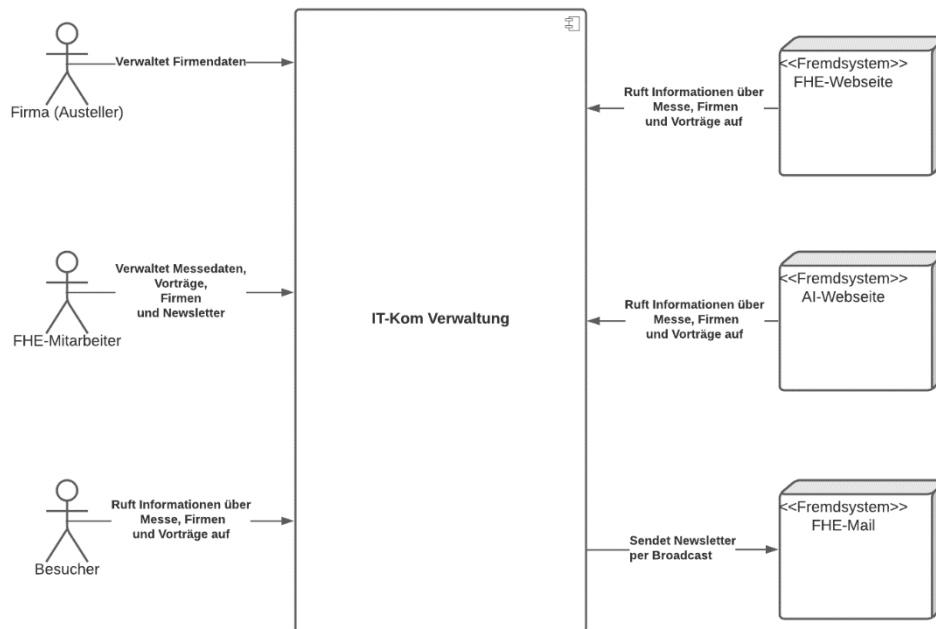 Verwaltet Firmendaten
Firma (Austeller)
Verwaltet Messedaten,
Vorträge,
Firmen
und Newsletter
FHE-Mitarbeiter
Ruft Informationen über
Messe, Firmen
und Vorträge auf
Besucher
IT-Kom Verwaltung
Ruft Informationen über
Messe, Firmen
und Vorträge auf
<<Fremdsystem>>
FHE-Webseite
Ruft Informationen über
Messe, Firmen
und Vorträge auf
<<Fremdsystem>>
AI-Webseite
Sendet Newsletter
per Broadcast
<<Fremdsystem>>
FHE-Mail